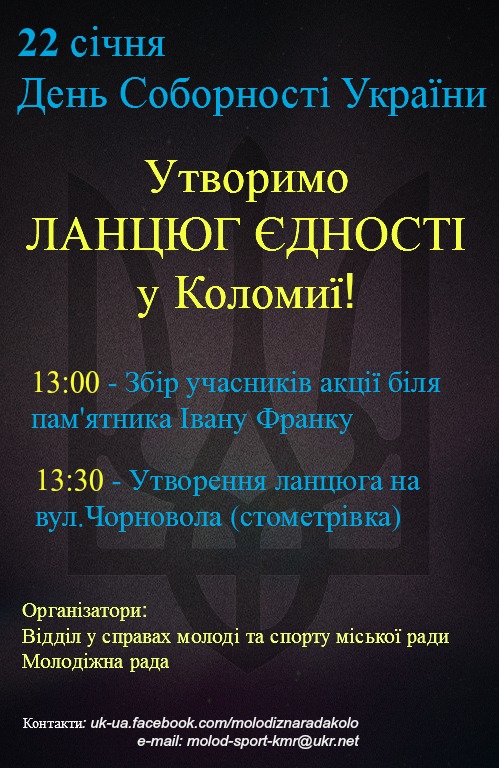 22 січня
День Соборності України
Утворимо
ЛАНЦЮГ ЄДНОСТІ
у Коломиї!
13:00 - Збір учасників акції біля
пам'ятника Івану Франку
13:30 - Утворення ланцюга на
вул.Чорновола (стометрівка)
Організатори:
Відділ у справах молоді та спорту міської ради
Молодіжна рада
Контакти: uk-ua.facebook.com/molodiznaradakolo
e-mail: molod-sport-kmr@ukr.net